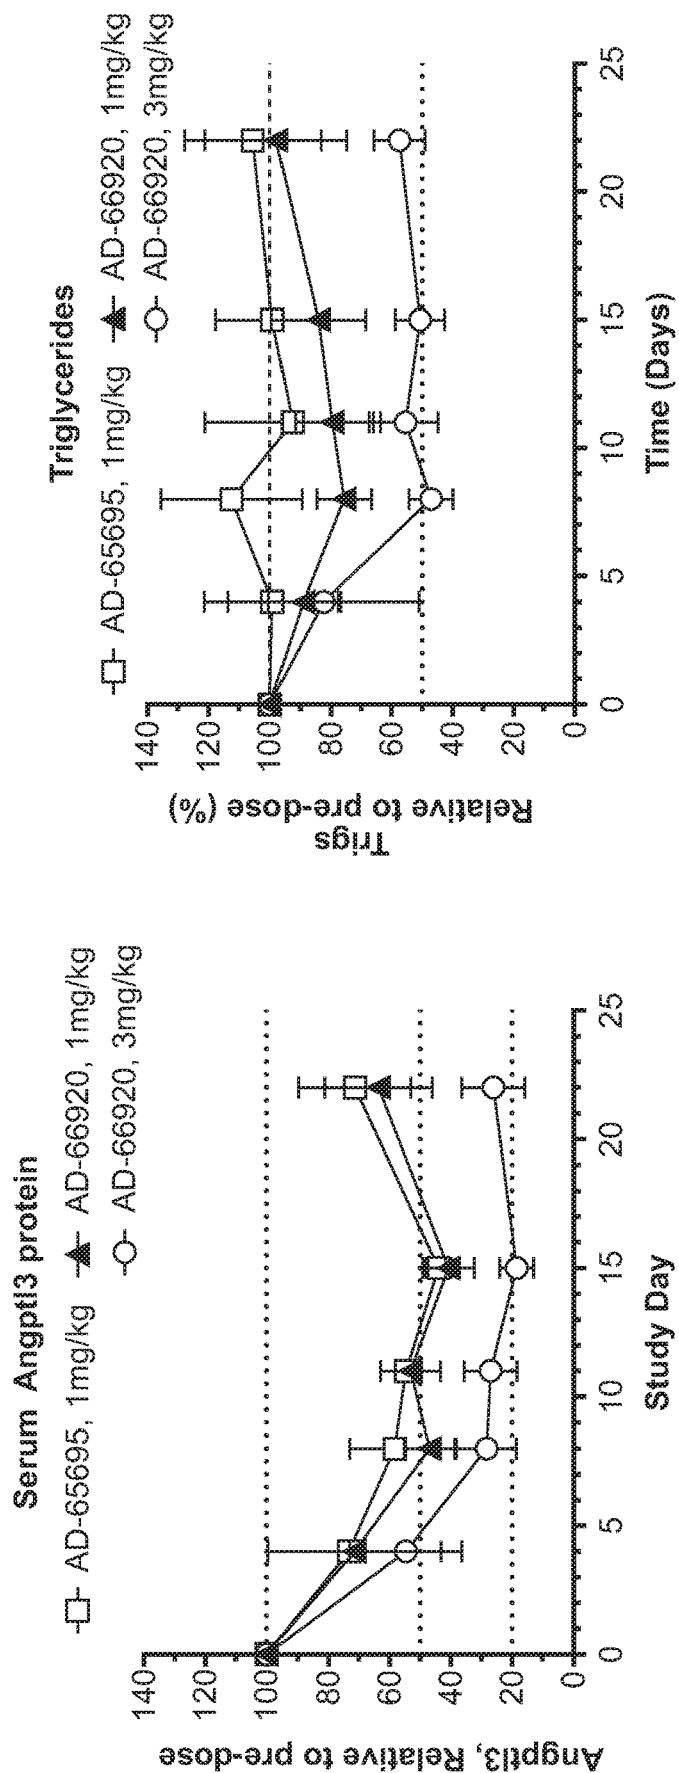 Serum Angptl3 protein
AD-65695, 1mg/kg
AD-66920, 1mg/kg
AD-66920, 3mg/kg
Angptl3, Relative to pre-dose
140
120
100
80
60
40
20
0
0
5
10
15
20
25
Study Day
Triglycerides
AD-65695, 1mg/kg
AD-66920, 1mg/kg
AD-66920, 3mg/kg
Trigs
Relative to pre-dose (%)
140
120
100
80
60
40
20
0
0
5
10
15
20
25
Time (Days)